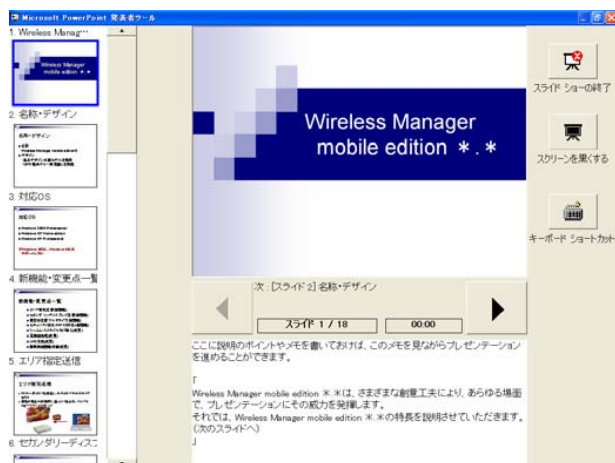 Microsoft PowerPoint 発表者ツール
1. Wireless Manag…
Wireless Manager
mobile edition *.*
2. 名称・デザイン
名称・デザイン
3. 対応OS
対応OS
4. 新機能・変更点一覧
新機能・変更点一覧
5. エリア指定送信
エリア指定送信
6. セカンダリーディスプ
Wireless Manager
mobile edition *.*
次:[スライド 2] 名称・デザイン
スライド 1 / 18
00:00
ここに説明のポイントやメモを書いておけは、このメモを見ながらプレゼンテーション
を進めることができます。
「
Wireless Manager mobile edition *.*は、さまざまな創意工夫により、あらゆる場面
で、プレゼンテーションにその威力を発揮します。
それでは、Wireless Manager mobile edition *.*の特長を説明させていただきます。
(次のスライドへ)
」
スライド ショーの終了
スクリーンを黒くする
キーボード ショートカット